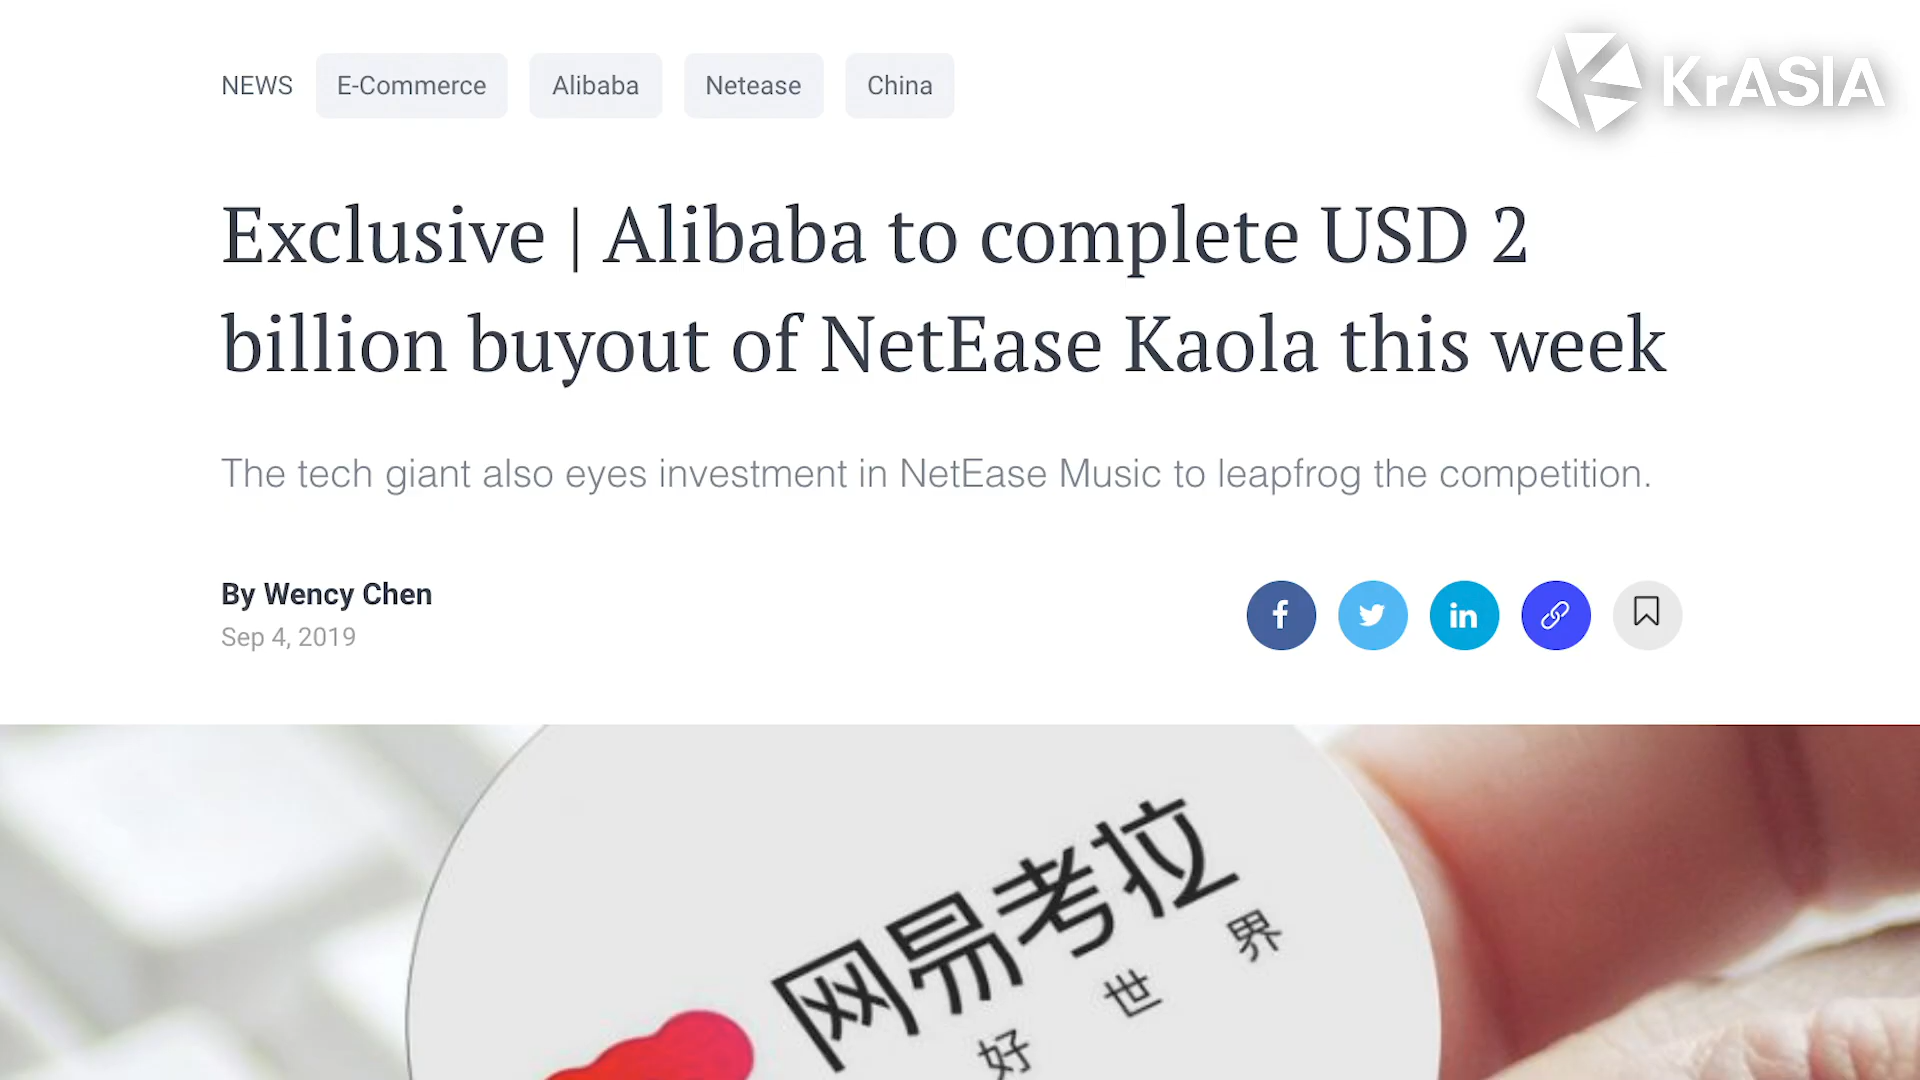 NEWS E-Commerce Alibaba Netease China
KrASIA
Exclusive | Alibaba to complete USD 2
billion buyout of NetEase Kaola this week
The tech giant also eyes investment in NetEase Music to leapfrog the competition.
By Wency Chen
Sep 4, 2019
网易考拉
好世界